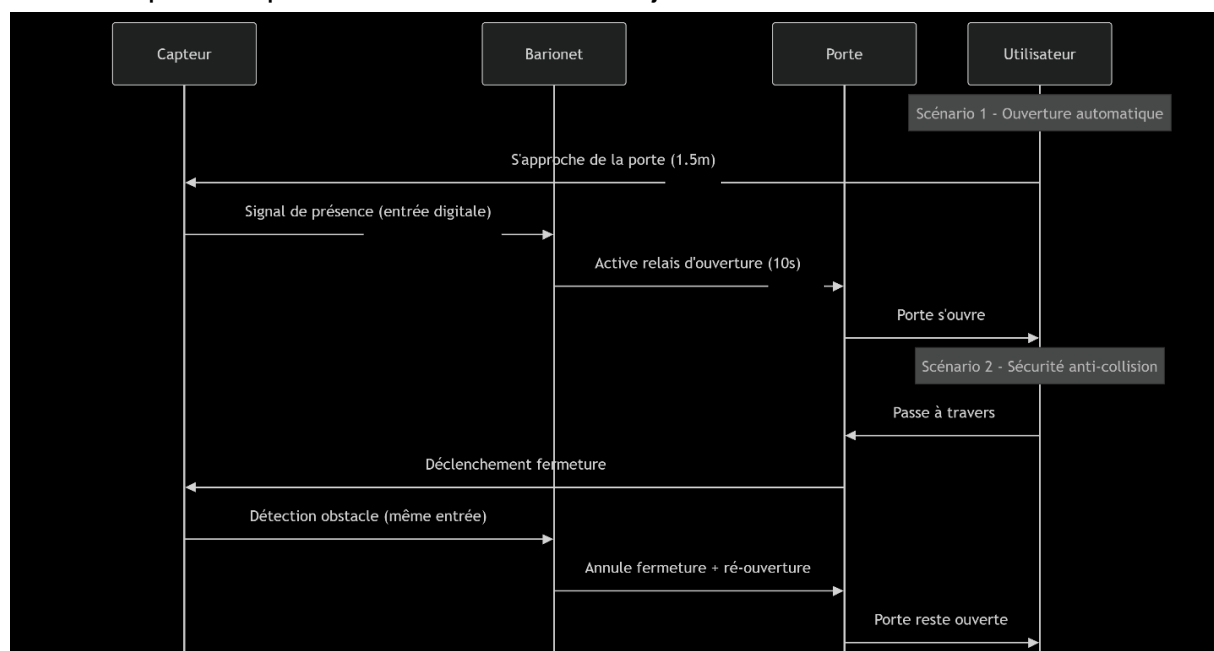 Capteur
Barionet
Porte
Utilisateur
Scénario 1 - Ouverture automatique
S'approche de la porte (1.5m)
Signal de présence (entrée digitale)
Active relais d'ouverture (10s)
Porte s'ouvre
Scénario 2 - Sécurité anti-collision
Passe à travers
Déclenchement fermeture
Détection obstacle (même entrée)
Annule fermeture + ré-ouverture
Porte reste ouverte